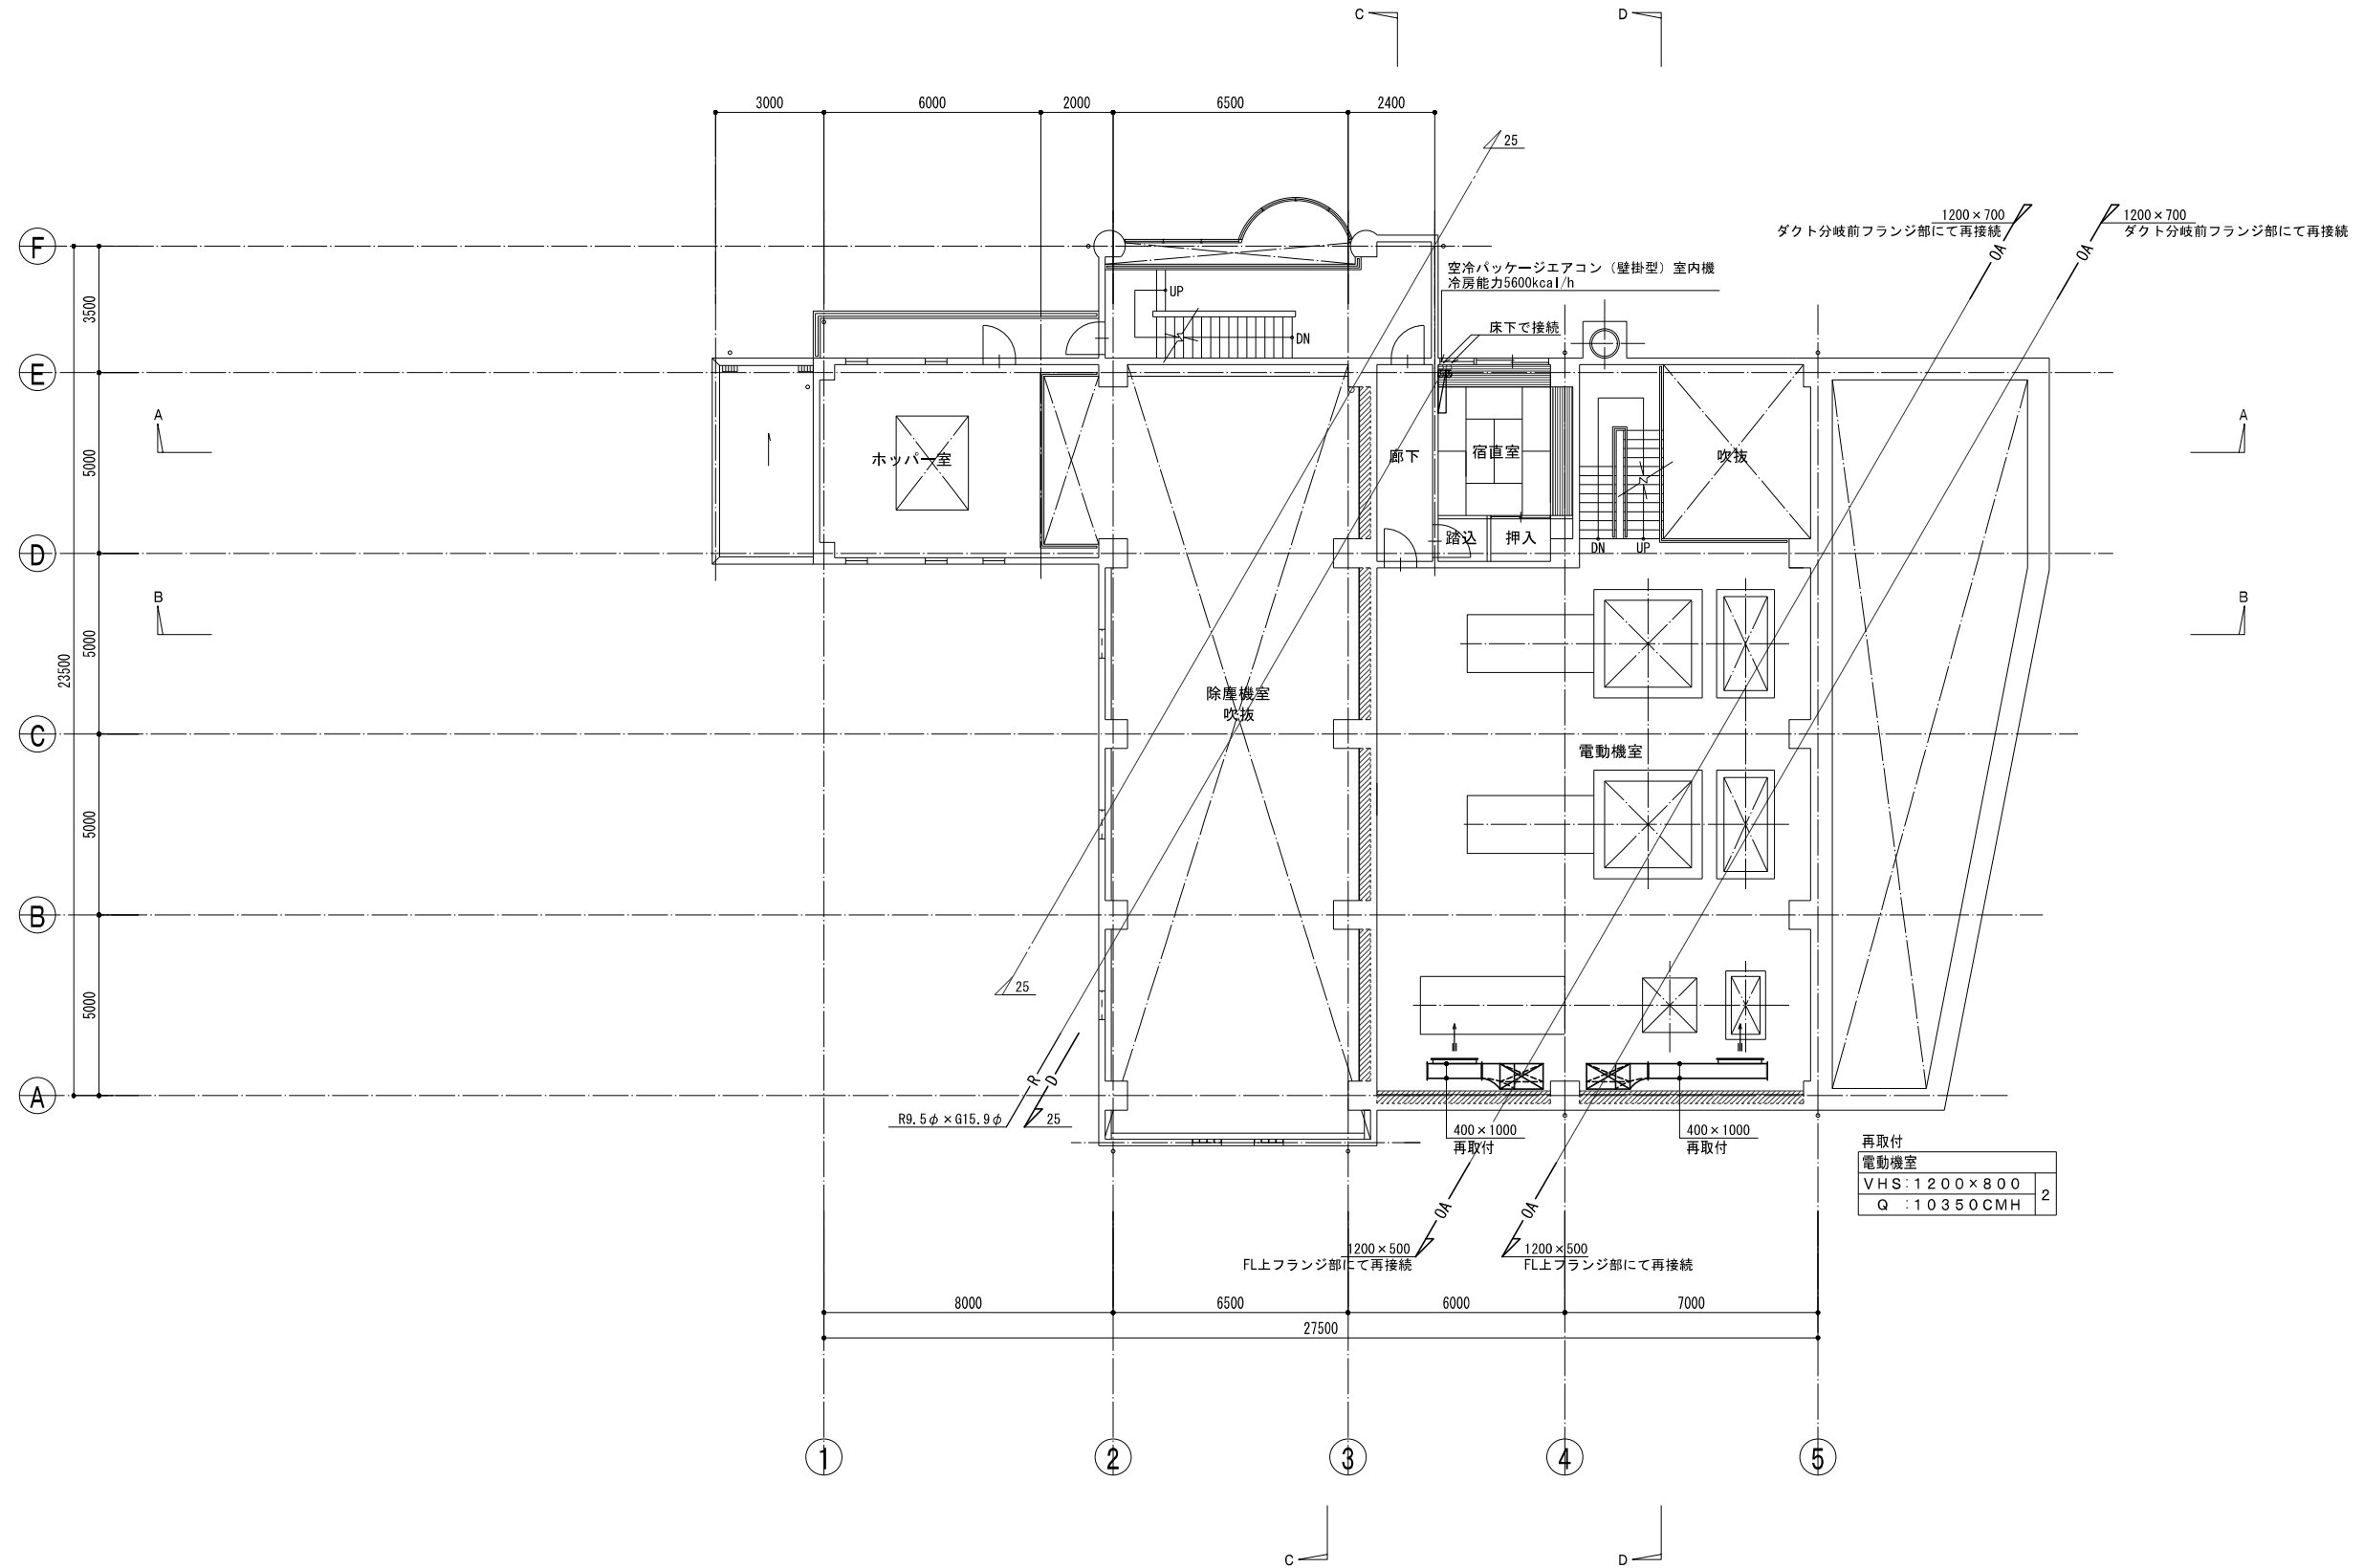 C
D
3000
6000
2000
6500
2400
25
1200×700
ダクト分岐前フランジ部にて再接続
OA
1200×700
ダクト分岐前フランジ部にて再接続
OA
F
空冷パッケージエアコン（壁掛型）室内機
冷房能力5600kcal/h
UP
DN
床下で接続
3500
E
A
A
ホッパー室
廊下
宿直室
吹抜
5000
踏込
押入
D
DN
UP
B
B
5000
23500
除塵機室
吹抜
C
電動機室
5000
B
25
5000
R
D
A
R9.5φ×G15.9φ
25
400×1000
再取付
400×1000
再取付
再取付
電動機室
VHS:1200×800
Q :10350CMH
2
OA
OA
1200×500
FL上フランジ部にて再接続
1200×500
FL上フランジ部にて再接続
8000
6500
6000
7000
27500
1
2
3
4
5
C
D